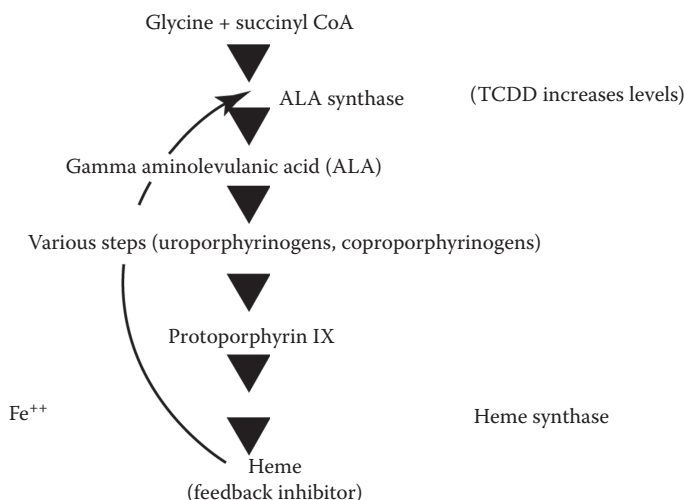 Glycine + succinyl CoA
ALA synthase (TCDD increases levels)
Gamma aminolevulanic acid (ALA)
Various steps (uroporphyrinogens, coproporphyrinogens)
Protoporphyrin IX
Fe⁺⁺ Heme synthase
Heme
(feedback inhibitor)